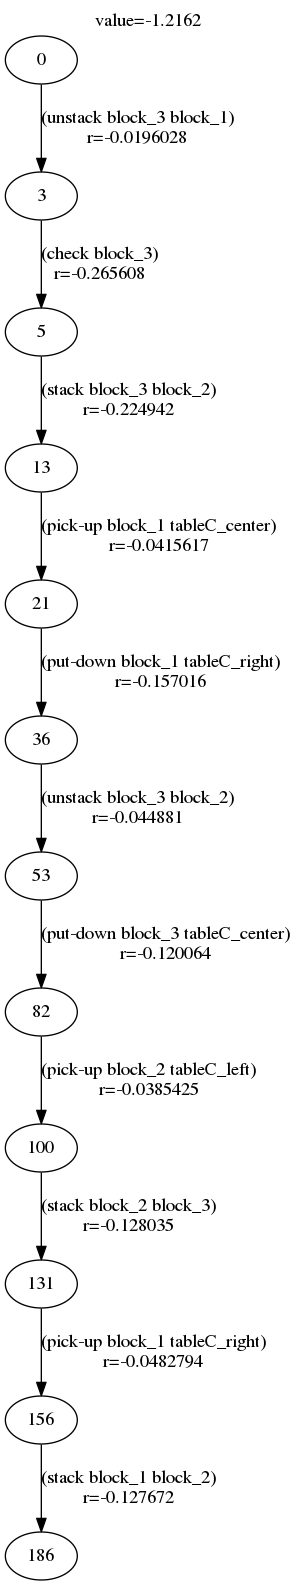 value=-1.2162
0
(unstack block_3 block_1)
r=-0.0196028
3
(check block_3)
r=-0.265608
5
(stack block_3 block_2)
r=-0.224942
13
(pick-up block_1 tableC_center)
r=-0.0415617
21
(put-down block_1 tableC_right)
r=-0.157016
36
(unstack block_3 block_2)
r=-0.044881
53
(put-down block_3 tableC_center)
r=-0.120064
82
(pick-up block_2 tableC_left)
r=-0.0385425
100
(stack block_2 block_3)
r=-0.128035
131
(pick-up block_1 tableC_right)
r=-0.0482794
156
(stack block_1 block_2)
r=-0.127672
186